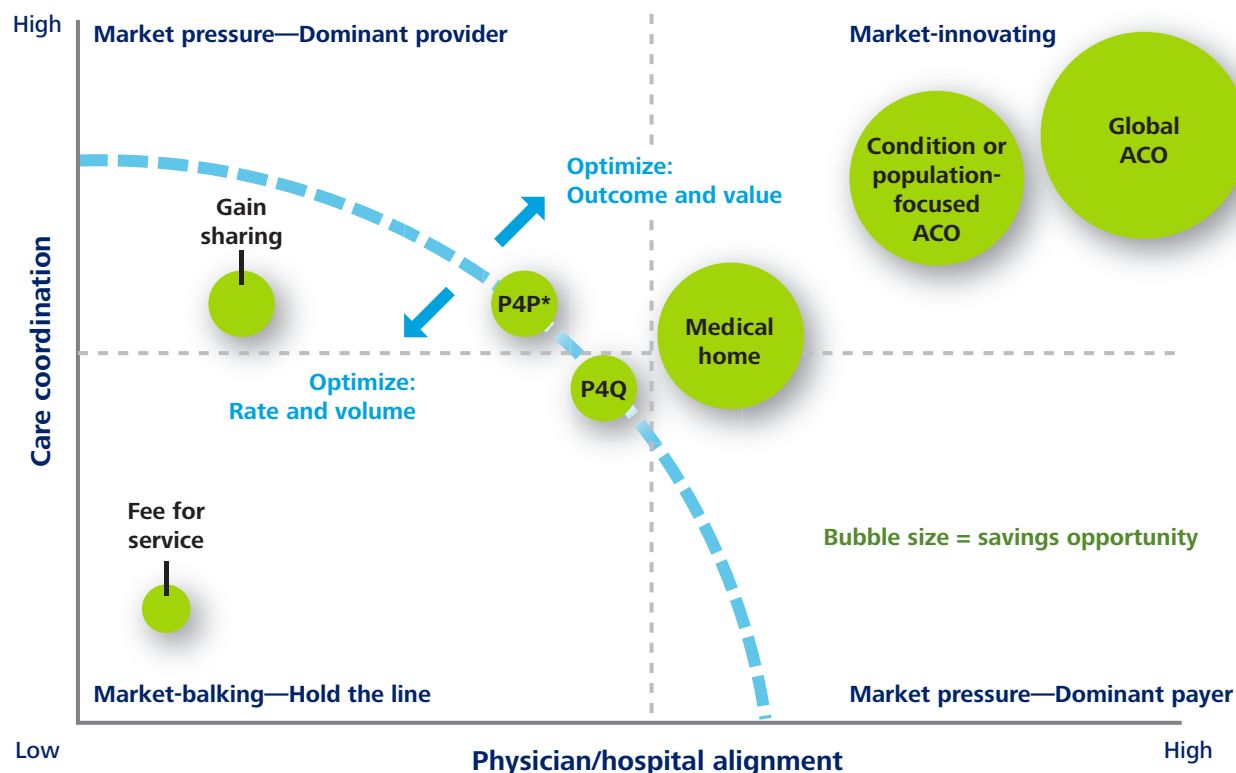 High
Market pressure—Dominant provider
Market-innovating
Global
ACO
Condition or
population-
focused
ACO
Optimize:
Outcome and value
Gain
sharing
P4P*
Medical
home
Optimize:
Rate and volume
P4Q
Care coordination
Fee for
service
Bubble size = savings opportunity
Market-balking—Hold the line
Market pressure—Dominant payer
Low
Physician/hospital alignment
High